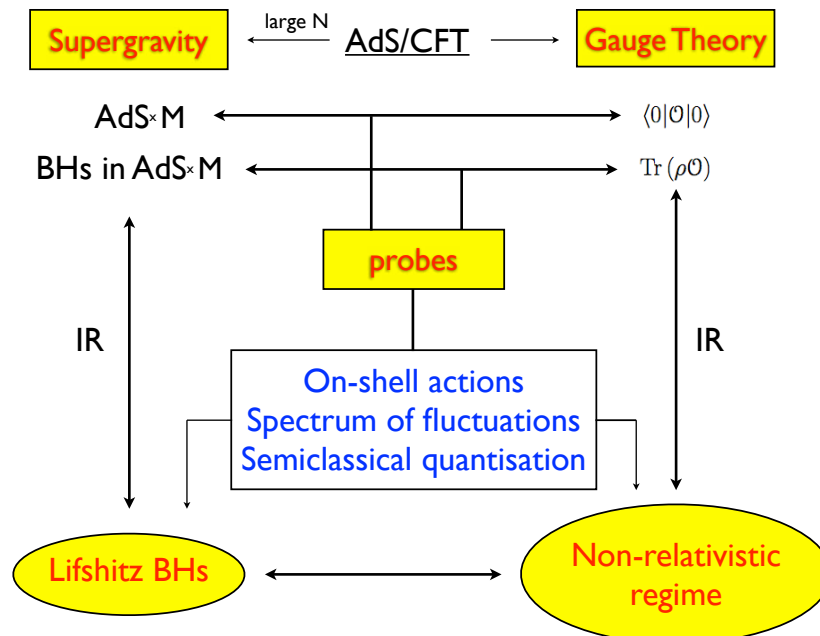 large N
Supergravity
AdS/CFT
Gauge Theory
AdS×M
⟨0|𝒪|0⟩
BHs in AdS×M
Tr (ρ𝒪)
probes
IR
IR
On-shell actions
Spectrum of fluctuations
Semiclassical quantisation
Lifshitz BHs
Non-relativistic
regime